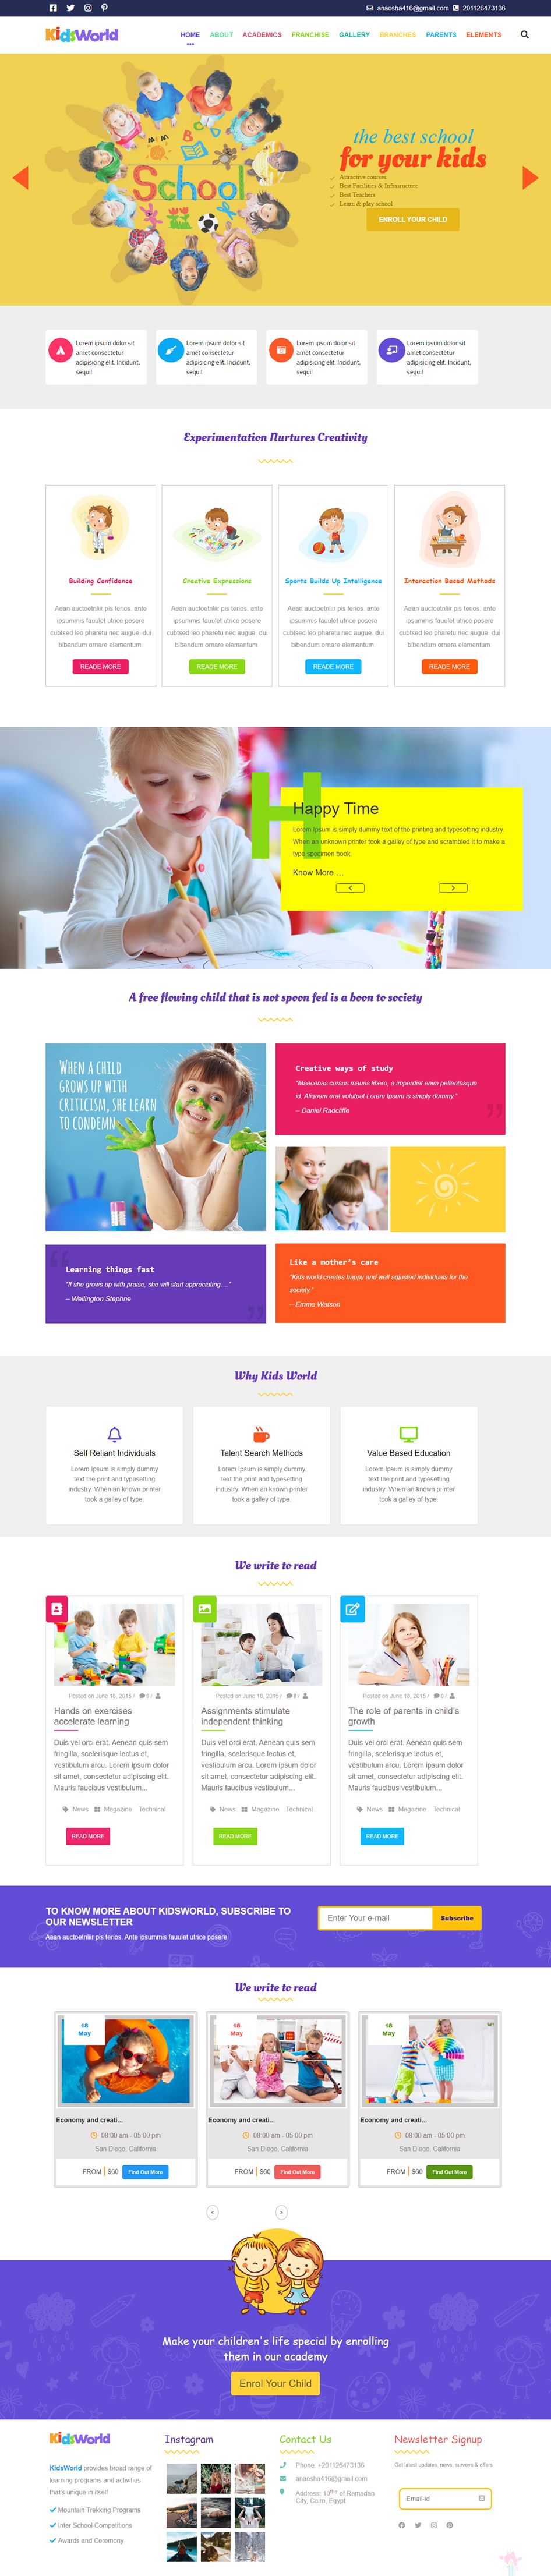 anaosha416@gmail.com 201126473136
KidsWorld
HOME ABOUT ACADEMICS FRANCHISE GALLERY BRANCHES PARENTS ELEMENTS
School
the best school
for your kids
Attractive courses
Best Facilities & Infrasructure
Best Teachers
Learn & play school
ENROLL YOUR CHILD
Lorem ipsum dolor sit
amet consectetur
adipisicing elit. Incidunt,
sequi!
Lorem ipsum dolor sit
amet consectetur
adipisicing elit. Incidunt,
sequi!
Lorem ipsum dolor sit
amet consectetur
adipisicing elit. Incidunt,
sequi!
Lorem ipsum dolor sit
amet consectetur
adipisicing elit. Incidunt,
sequi!
Experimentation Nurtures Creativity
Building Confidence
Aean auctoetnlir pis tenos. ante
ipsummis fauulet utrice posere
cubtsed leo pharetu nec augue. dui
bibendum ornare elementum.
READE MORE
Creative Expressions
Aean auctoetnlir pis tenos. ante
ipsummis fauulet utrice posere
cubtsed leo pharetu nec augue. dui
bibendum ornare elementum.
READE MORE
Sports Builds Up Intelligence
Aean auctoetnlir pis tenos. ante
ipsummis fauulet utrice posere
cubtsed leo pharetu nec augue. dui
bibendum ornare elementum.
READE MORE
Interaction Based Methods
Aean auctoetnlir pis tenos. ante
ipsummis fauulet utrice posere
cubtsed leo pharetu nec augue. dui
bibendum ornare elementum.
READE MORE
H
Happy Time
Lorem Ipsum is simply dummy text of the printing and typesetting industry.
When an unknown printer took a galley of type and scrambled it to make a
type specimen book.
Know More ...
A free flowing child that is not spoon fed is a boon to society
WHEN A CHILD
GROWS UP WITH
CRITICISM, SHE LEARN
TO CONDEMN
Creative ways of study
"Maecenas cursus mauris libero, a imperdiet enim pellentesque
id. Aliquam erat volutpat Lorem Ipsum is simply dummy."
– Daniel Radcliffe
Learning things fast
"If she grows up with praise, she will start appreciating...."
– Wellington Stephne
Like a mother's care
"Kids world creates happy and well adjusted individuals for the
society."
– Emma Watson
Why Kids World
Self Reliant Individuals
Lorem Ipsum is simply dummy
text the print and typesetting
industry. When an known printer
took a galley of type.
Talent Search Methods
Lorem Ipsum is simply dummy
text the print and typesetting
industry. When an known printer
took a galley of type.
Value Based Education
Lorem Ipsum is simply dummy
text the print and typesetting
industry. When an known printer
took a galley of type.
We write to read
Posted on June 18, 2015 / 6 /
Hands on exercises
accelerate learning
Duis vel orci erat. Aenean quis sem
fringilla, scelerisque lectus et,
vestibulum arcu. Lorem ipsum dolor
sit amet, consectetur adipiscing elit.
Mauris faucibus vestibulum...
News Magazine Technical
READ MORE
Posted on June 18, 2015 / 6 /
Assignments stimulate
independent thinking
Duis vel orci erat. Aenean quis sem
fringilla, scelerisque lectus et,
vestibulum arcu. Lorem ipsum dolor
sit amet, consectetur adipiscing elit.
Mauris faucibus vestibulum...
News Magazine Technical
READ MORE
Posted on June 18, 2015 / 6 /
The role of parents in child's
growth
Duis vel orci erat. Aenean quis sem
fringilla, scelerisque lectus et,
vestibulum arcu. Lorem ipsum dolor
sit amet, consectetur adipiscing elit.
Mauris faucibus vestibulum...
News Magazine Technical
READ MORE
TO KNOW MORE ABOUT KIDSWORLD, SUBSCRIBE TO
OUR NEWSLETTER
Aean auctoetnlir pis terios. Ante ipsummis fauulet utrice posere.
Enter Your e-mail Subscribe
We write to read
18
May
Economy and creati...
08:00 am - 05:00 pm
San Diego, California
FROM $60 Find Out More
18
May
Economy and creati...
08:00 am - 05:00 pm
San Diego, California
FROM $60 Find Out More
18
May
Economy and creati...
08:00 am - 05:00 pm
San Diego, California
FROM $60 Find Out More
< >
Make your children's life special by enrolling
them in our academy
Enrol Your Child
KidsWorld
KidsWorld provides broad range of
learning programs and activities
that's unique in itself
Mountain Trekking Programs
Inter School Competitions
Awards and Ceremony
Instagram
Contact Us
Phone: +201126473136
anaosha416@gmail.com
Address: 10the of Ramadan
City, Cairo, Egypt
Newsletter Signup
Get latest updates, news, surveys & offers
Email-id